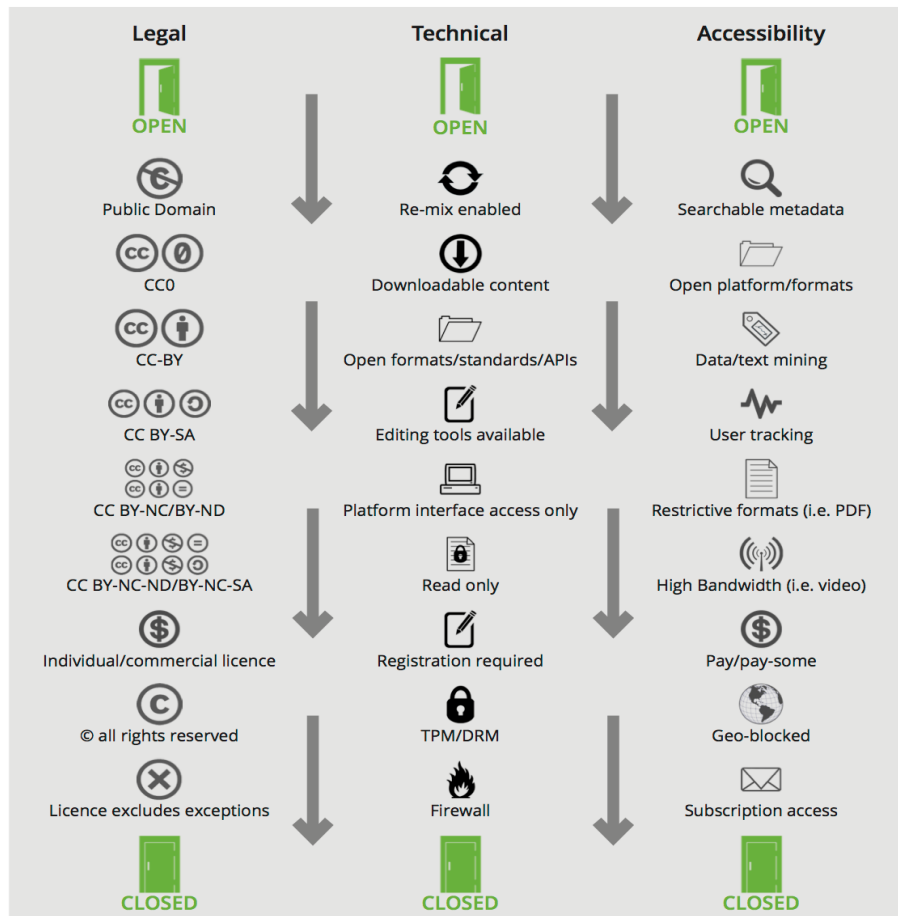 Legal
OPEN
Public Domain
CC0
CC-BY
CC BY-SA
CC BY-NC/BY-ND
CC BY-NC-ND/BY-NC-SA
Individual/commercial licence
© all rights reserved
Licence excludes exceptions
CLOSED
Technical
OPEN
Re-mix enabled
Downloadable content
Open formats/standards/APIs
Editing tools available
Platform interface access only
Read only
Registration required
TPM/DRM
Firewall
CLOSED
Accessibility
OPEN
Searchable metadata
Open platform/formats
Data/text mining
User tracking
Restrictive formats (i.e. PDF)
High Bandwidth (i.e. video)
Pay/pay-some
Geo-blocked
Subscription access
CLOSED